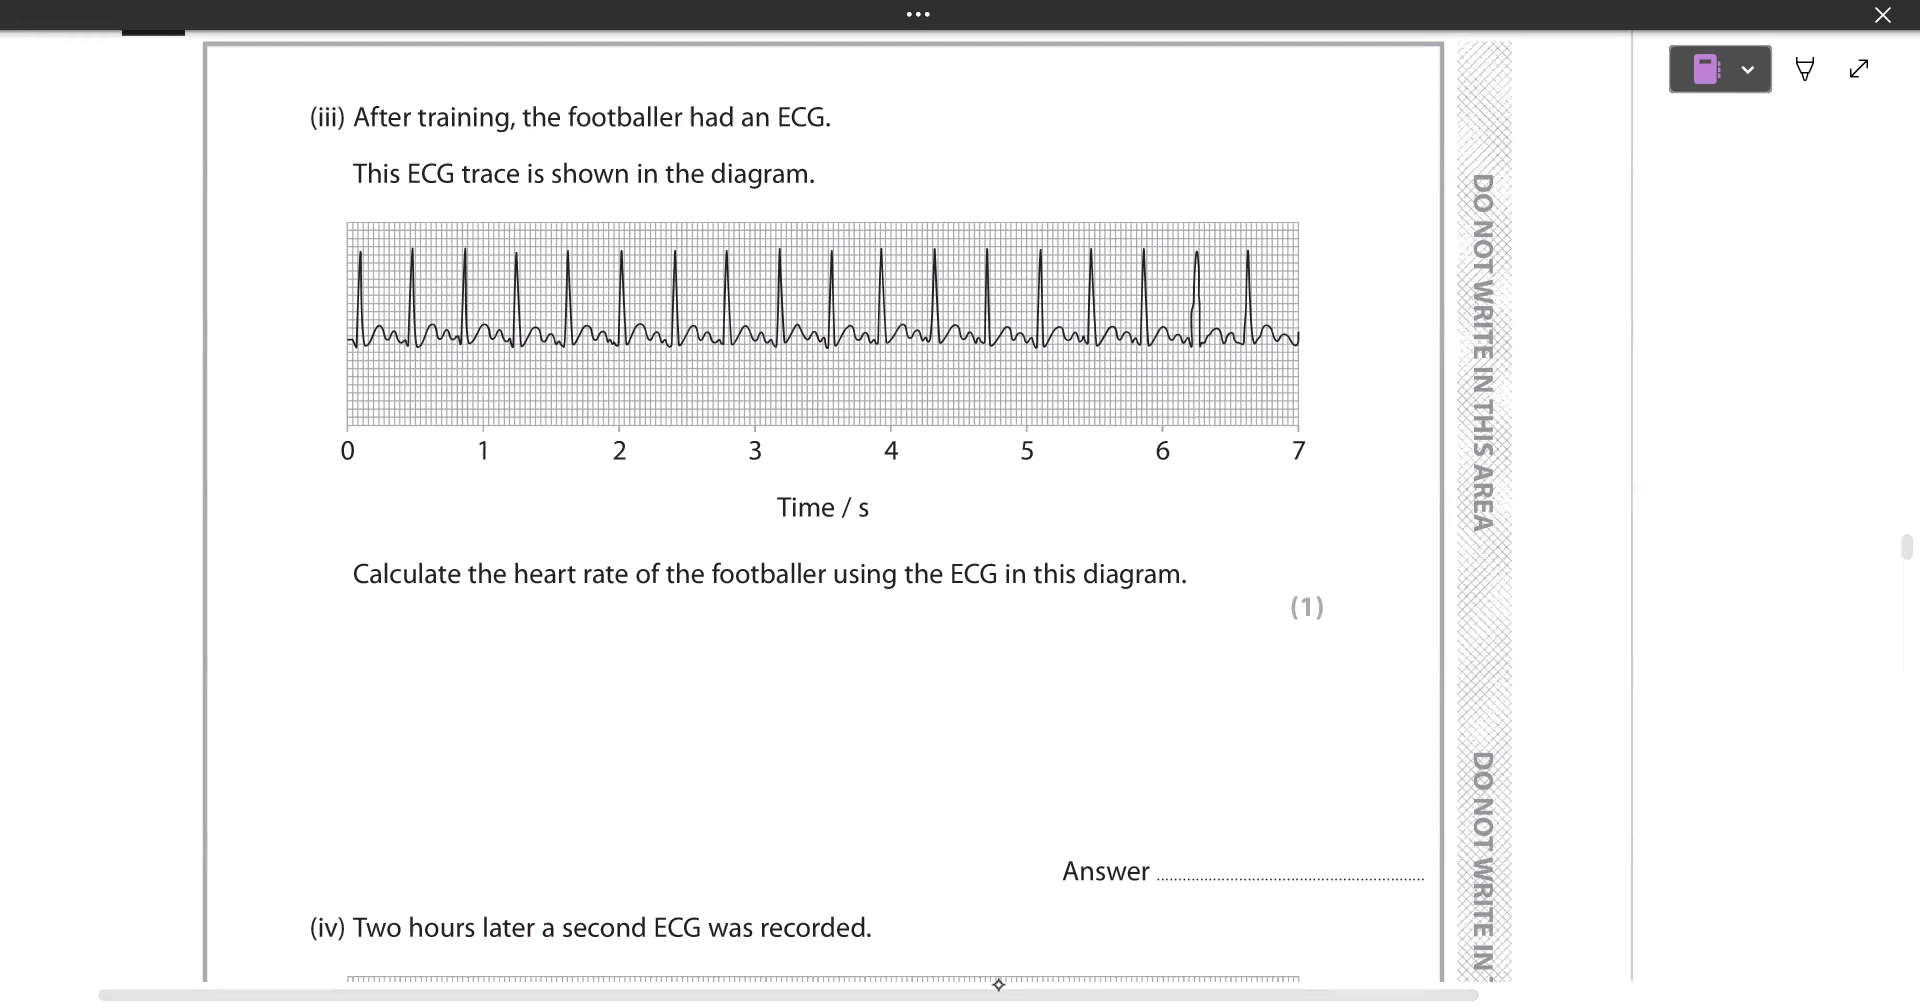 (iii) After training, the footballer had an ECG.
This ECG trace is shown in the diagram.
0 1 2 3 4 5 6 7
Time / s
Calculate the heart rate of the footballer using the ECG in this diagram.
(1)
Answer ................................................................
(iv) Two hours later a second ECG was recorded.
DO NOT WRITE IN THIS AREA
DO NOT WRITE IN